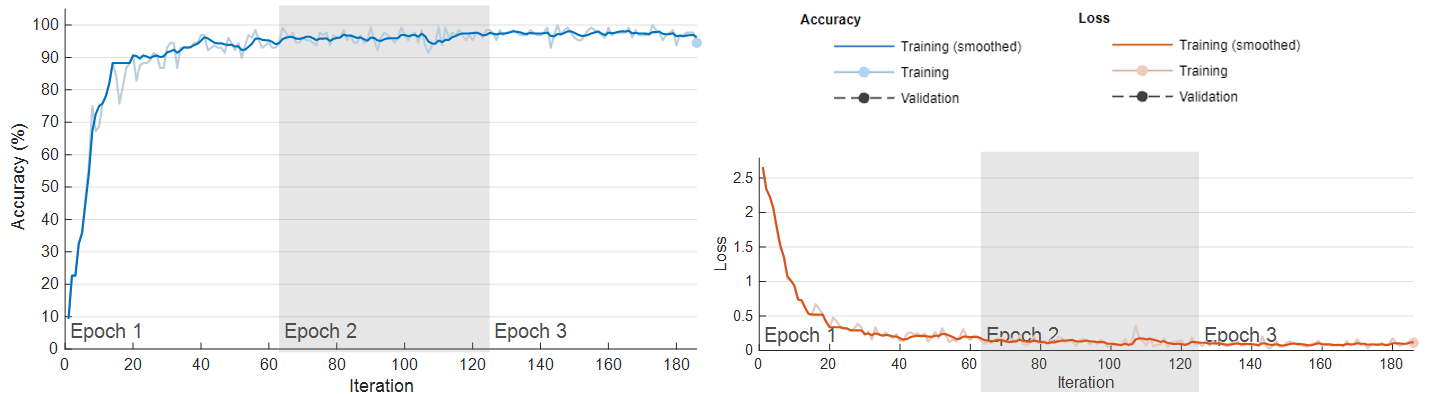 Accuracy (%)
100
90
80
70
60
50
40
30
20
10
0
Epoch 1
Epoch 2
Epoch 3
0 20 40 60 80 100 120 140 160 180
Iteration
Accuracy
Training (smoothed)
Training
Validation
Loss
Training (smoothed)
Training
Validation
Loss
2.5
2
1.5
1
0.5
0
Epoch 1
Epoch 2
Epoch 3
0 20 40 60 80 100 120 140 160 180
Iteration